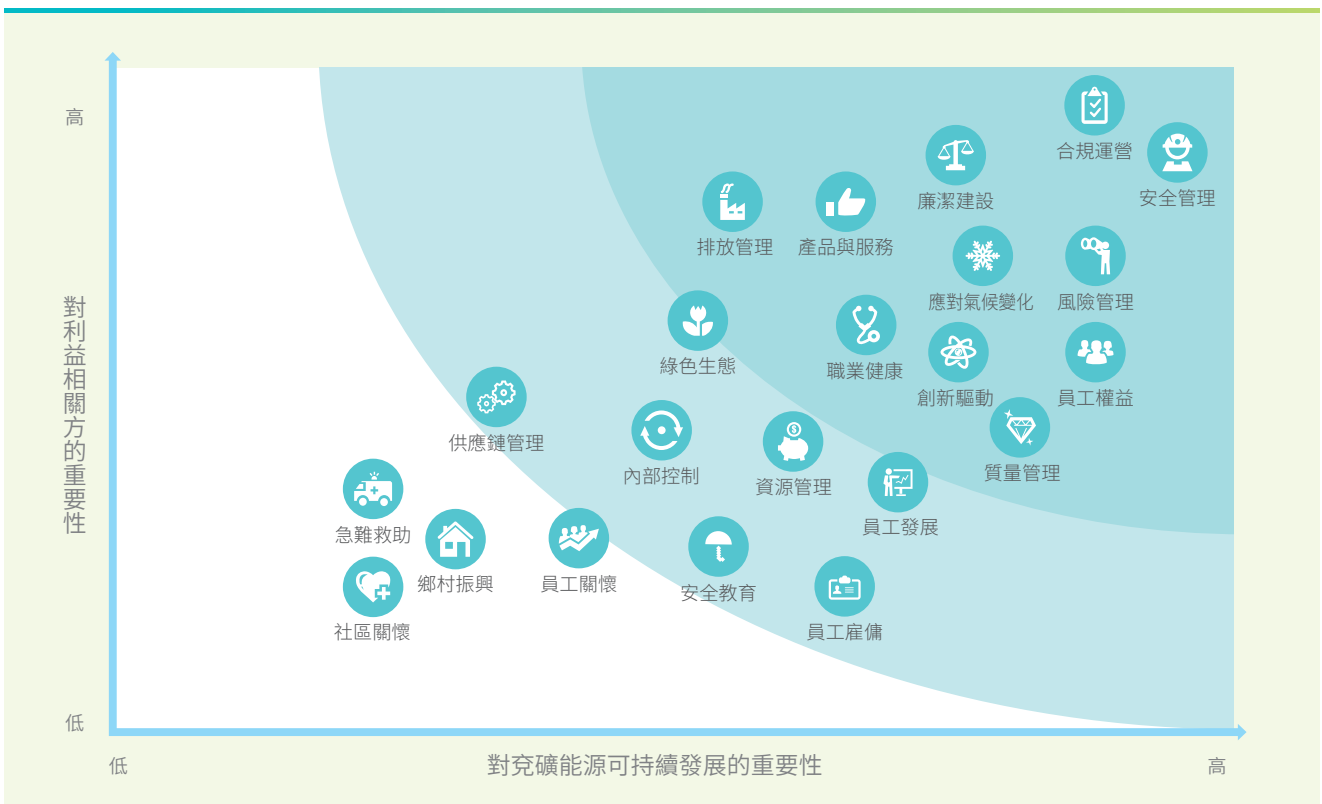 高
合規運營
安全管理
廉潔建設
排放管理
產品與服務
應對氣候變化
風險管理
對利益相關方的重要性
綠色生態
職業健康
創新驅動
員工權益
供應鏈管理
內部控制
資源管理
質量管理
員工發展
急難救助
鄉村振興
員工關懷
安全教育
社區關懷
員工雇傭
低
低
對兗礦能源可持續發展的重要性
高